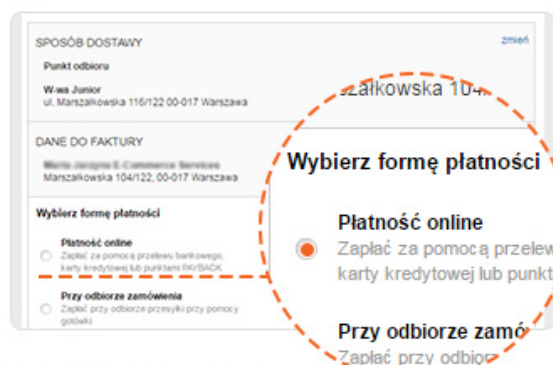 SPOSÓB DOSTAWY
zmień
Punkt odbioru
W-wa Junior
ul. Marszałkowska 116/122 00-017 Warszawa
DANE DO FAKTURY
Marszałkowska 104/122, 00-017 Warszawa
Wybierz formę płatności
Płatność online
Zapłać za pomocą przelewu bankowego,
karty kredytowej lub punktami PAYBACK
Przy odbiorze zamówienia
Zapłać przy odbiorze przesyłki przy pomocy
gotówki
szałkowska 104
Wybierz formę płatności
Płatność online
Zapłać za pomocą przelew
karty kredytowej lub punkt
Przy odbiorze zamó
Zapłać przy odbior